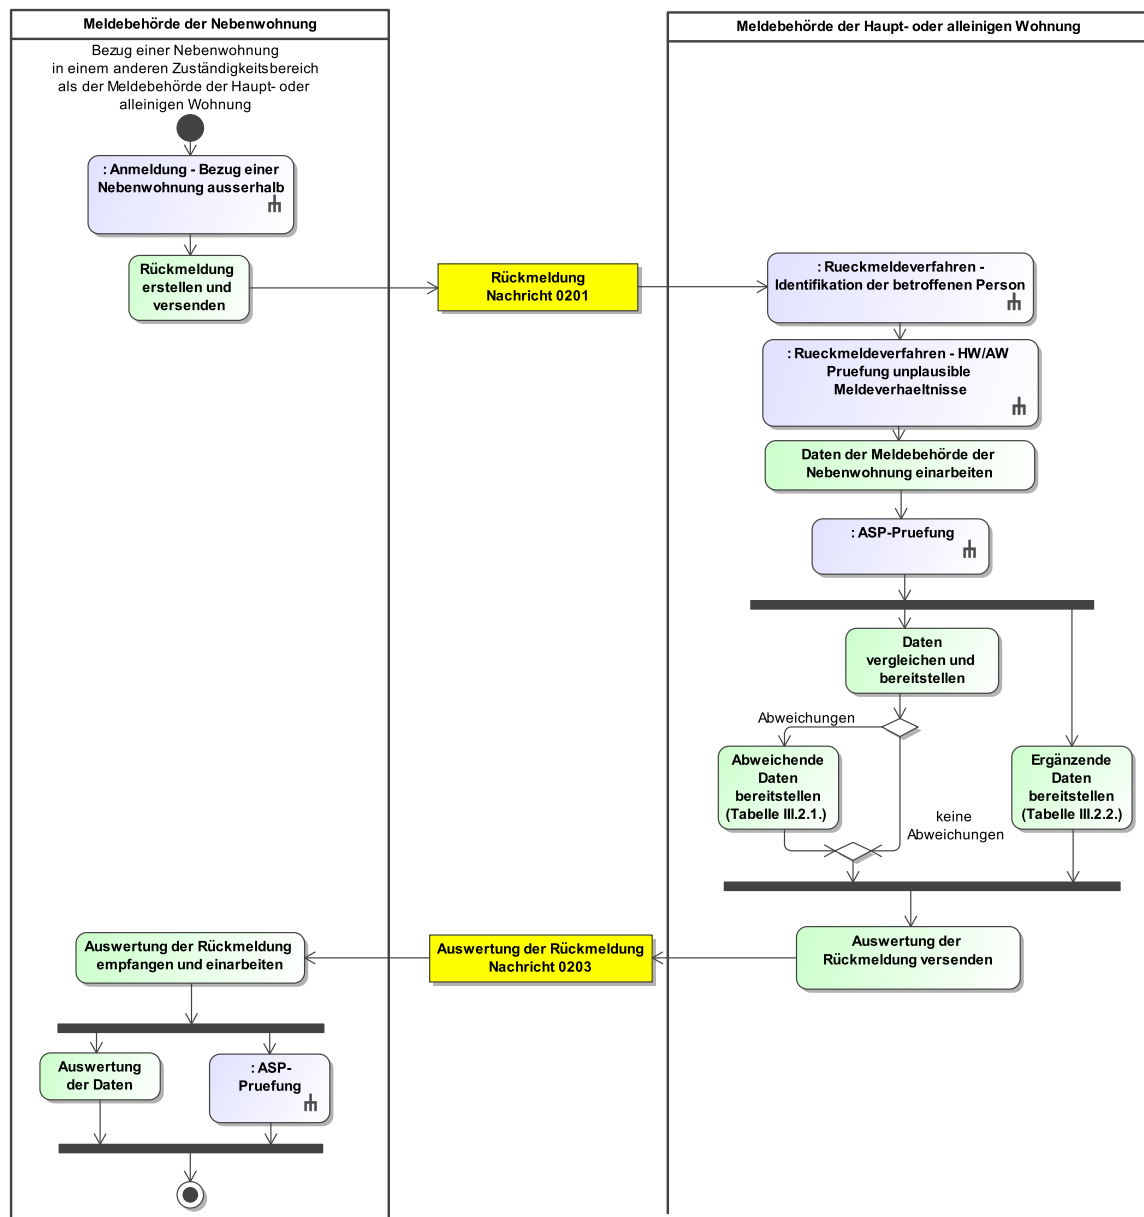 Meldebehörde der Nebenwohnung
Bezug einer Nebenwohnung
in einem anderen Zuständigkeitsbereich
als der Meldebehörde der Haupt- oder
alleinigen Wohnung
: Anmeldung - Bezug einer
Nebenwohnung ausserhalb
Rückmeldung
erstellen und
versenden
Rückmeldung
Nachricht 0201
Meldebehörde der Haupt- oder alleinigen Wohnung
: Rueckmeldeverfahren -
Identifikation der betroffenen Person
: Rueckmeldeverfahren - HW/AW
Pruefung unplausible
Meldeverhaeltnisse
Daten der Meldebehörde der
Nebenwohnung einarbeiten
: ASP-Pruefung
Daten
vergleichen und
bereitstellen
Abweichungen
Abweichende
Daten
bereitstellen
(Tabelle III.2.1.)
keine
Abweichungen
Ergänzende
Daten
bereitstellen
(Tabelle III.2.2.)
Auswertung der
Rückmeldung versenden
Auswertung der Rückmeldung
Nachricht 0203
Auswertung der Rückmeldung
empfangen und einarbeiten
Auswertung
der Daten
: ASP-
Pruefung